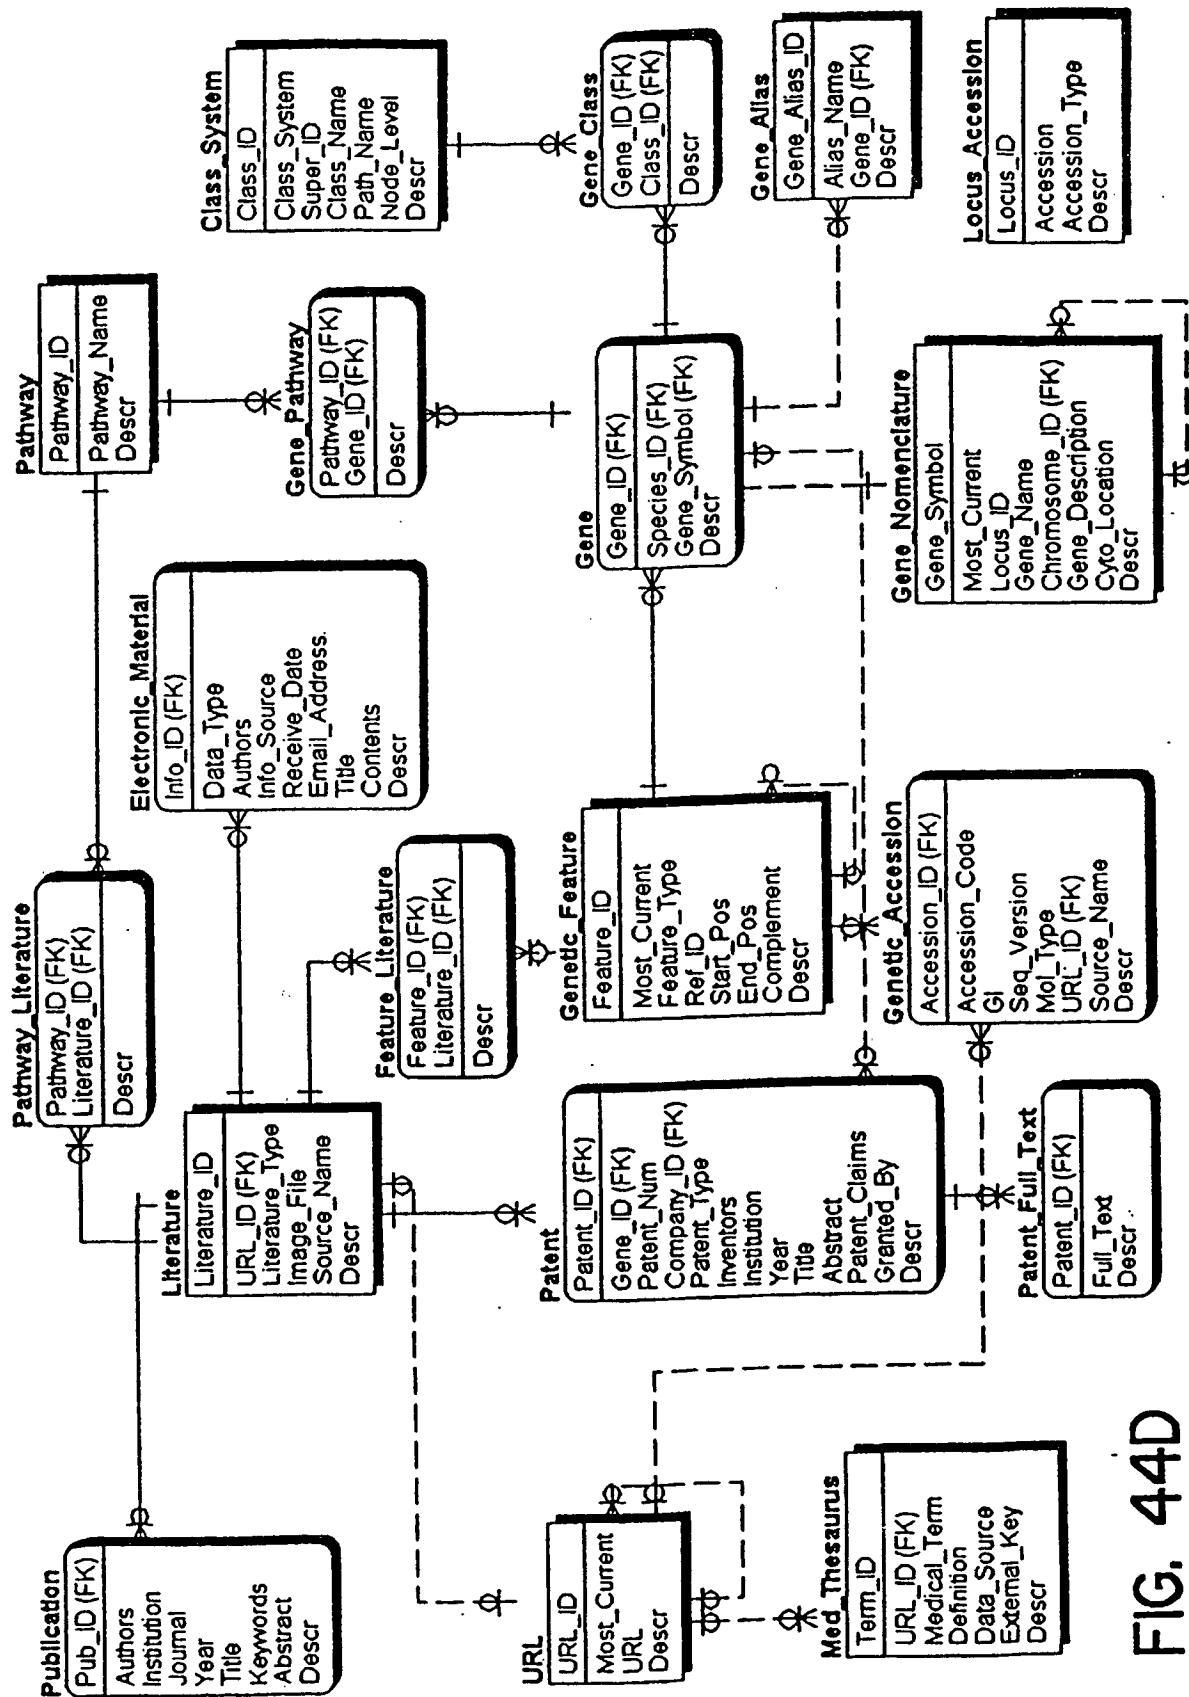 Publication
Pub_ID (FK)
Authors
Institution
Journal
Year
Title
Keywords
Abstract
Descr
Pathway_Literature
Pathway_ID (FK)
Literature_ID (FK)
Descr
Pathway
Pathway_ID
Pathway_Name
Descr
Class_System
Class_ID
Class_System
Super_ID
Class_Name
Path_Name
Node_Level
Descr
Literature
Literature_ID
URL_ID (FK)
Literature_Type
Image_File
Source_Name
Descr
Electronic_Material
Info_ID (FK)
Data_Type
Authors
Info_Source
Receive_Date
Email_Address.
Title
Contents
Descr
Gene_Pathway
Pathway_ID (FK)
Gene_ID (FK)
Descr
Feature_Literature
Feature_ID (FK)
Literature_ID (FK)
Descr
Gene_Class
Gene_ID (FK)
Class_ID (FK)
Descr
URL
URL_ID
Most_Current
URL
Descr
Patent
Patent_ID (FK)
Gene_ID (FK)
Patent_Num
Company_ID (FK)
Patent_Type
Inventors
Institution
Year
Title
Abstract
Patent_Claims
Granted_By
Descr
Genetic_Feature
Feature_ID
Most_Current
Feature_Type
Ref_ID
Start_Pos
End_Pos
Complement
Descr
Gene
Gene_ID (FK)
Species_ID (FK)
Gene_Symbol (FK)
Descr
Gene_Alias
Gene_Alias_ID
Alias_Name
Gene_ID (FK)
Descr
Med_Thesaurus
Term_ID
URL_ID (FK)
Medical_Term
Definition
Data_Source
External_Key
Descr
Patent_Full_Text
Patent_ID (FK)
Full_Text
Descr
Genetic_Accession
Accession_ID (FK)
Accession_Code
GI
Seq_Version
Mol_Type
URL_ID (FK)
Source_Name
Descr
Gene_Nomenclature
Gene_Symbol
Most_Current
Locus_ID
Gene_Name
Chromosome_ID (FK)
Gene_Description
Cyto_Location
Descr
Locus_Accession
Locus_ID
Accession
Accession_Type
Descr
FIG. 44D